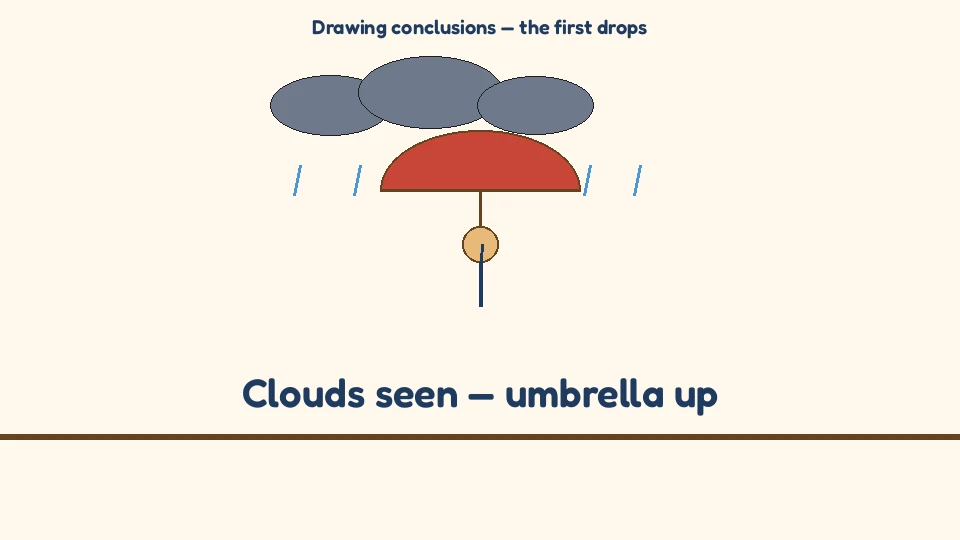 Drawing conclusions — the first drops
Clouds seen — umbrella up